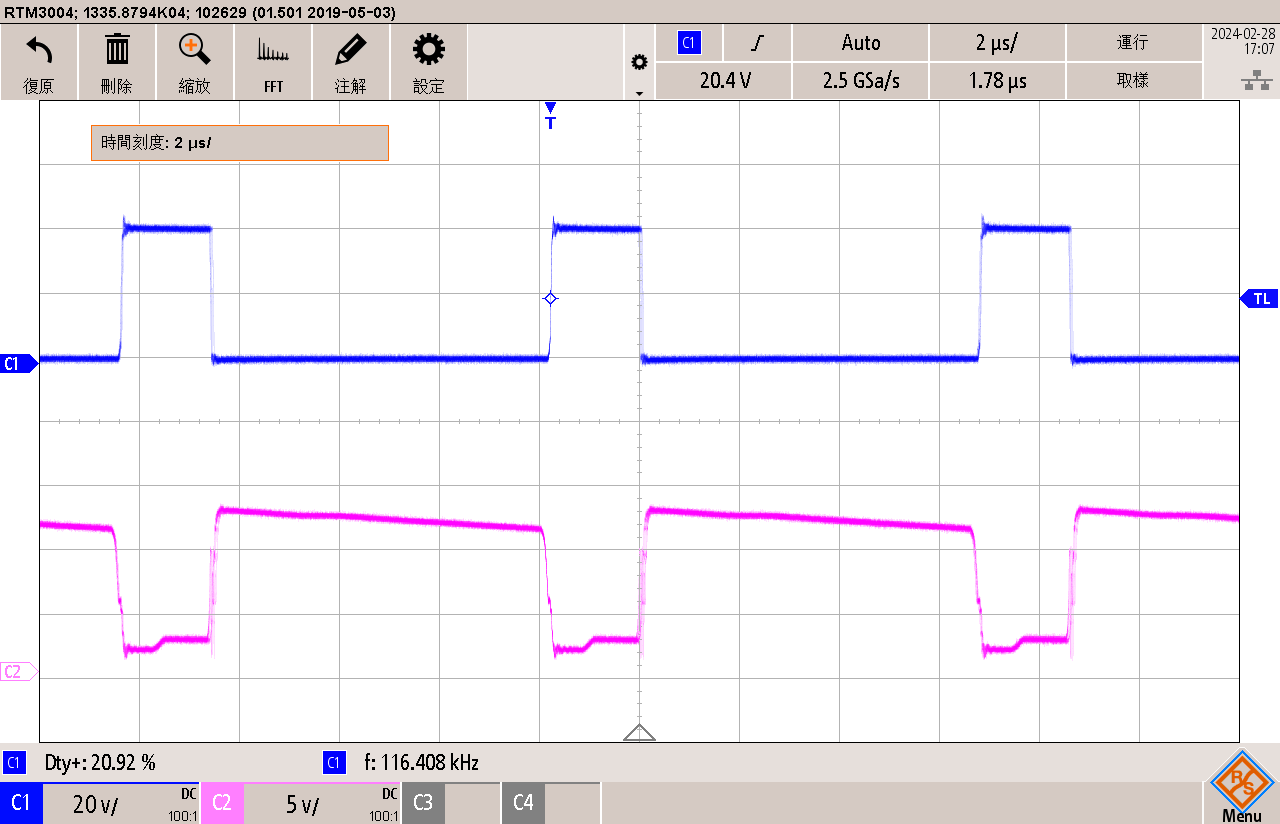 RTM3004; 1335.8794K04; 102629 (01.501 2019-05-03)
復原
刪除
縮放
FFT
注解
設定
C1
Auto
2 µs/
運行
20.4 V
2.5 GSa/s
1.78 µs
取樣
2024-02-28
17:07
時間刻度: 2 µs/
T
TL
C1
C2
C1 Dty+: 20.92 %
C1 f: 116.408 kHz
C1 20 v/ DC 100:1
C2 5 v/ DC 100:1
C3
C4
R S
Menu